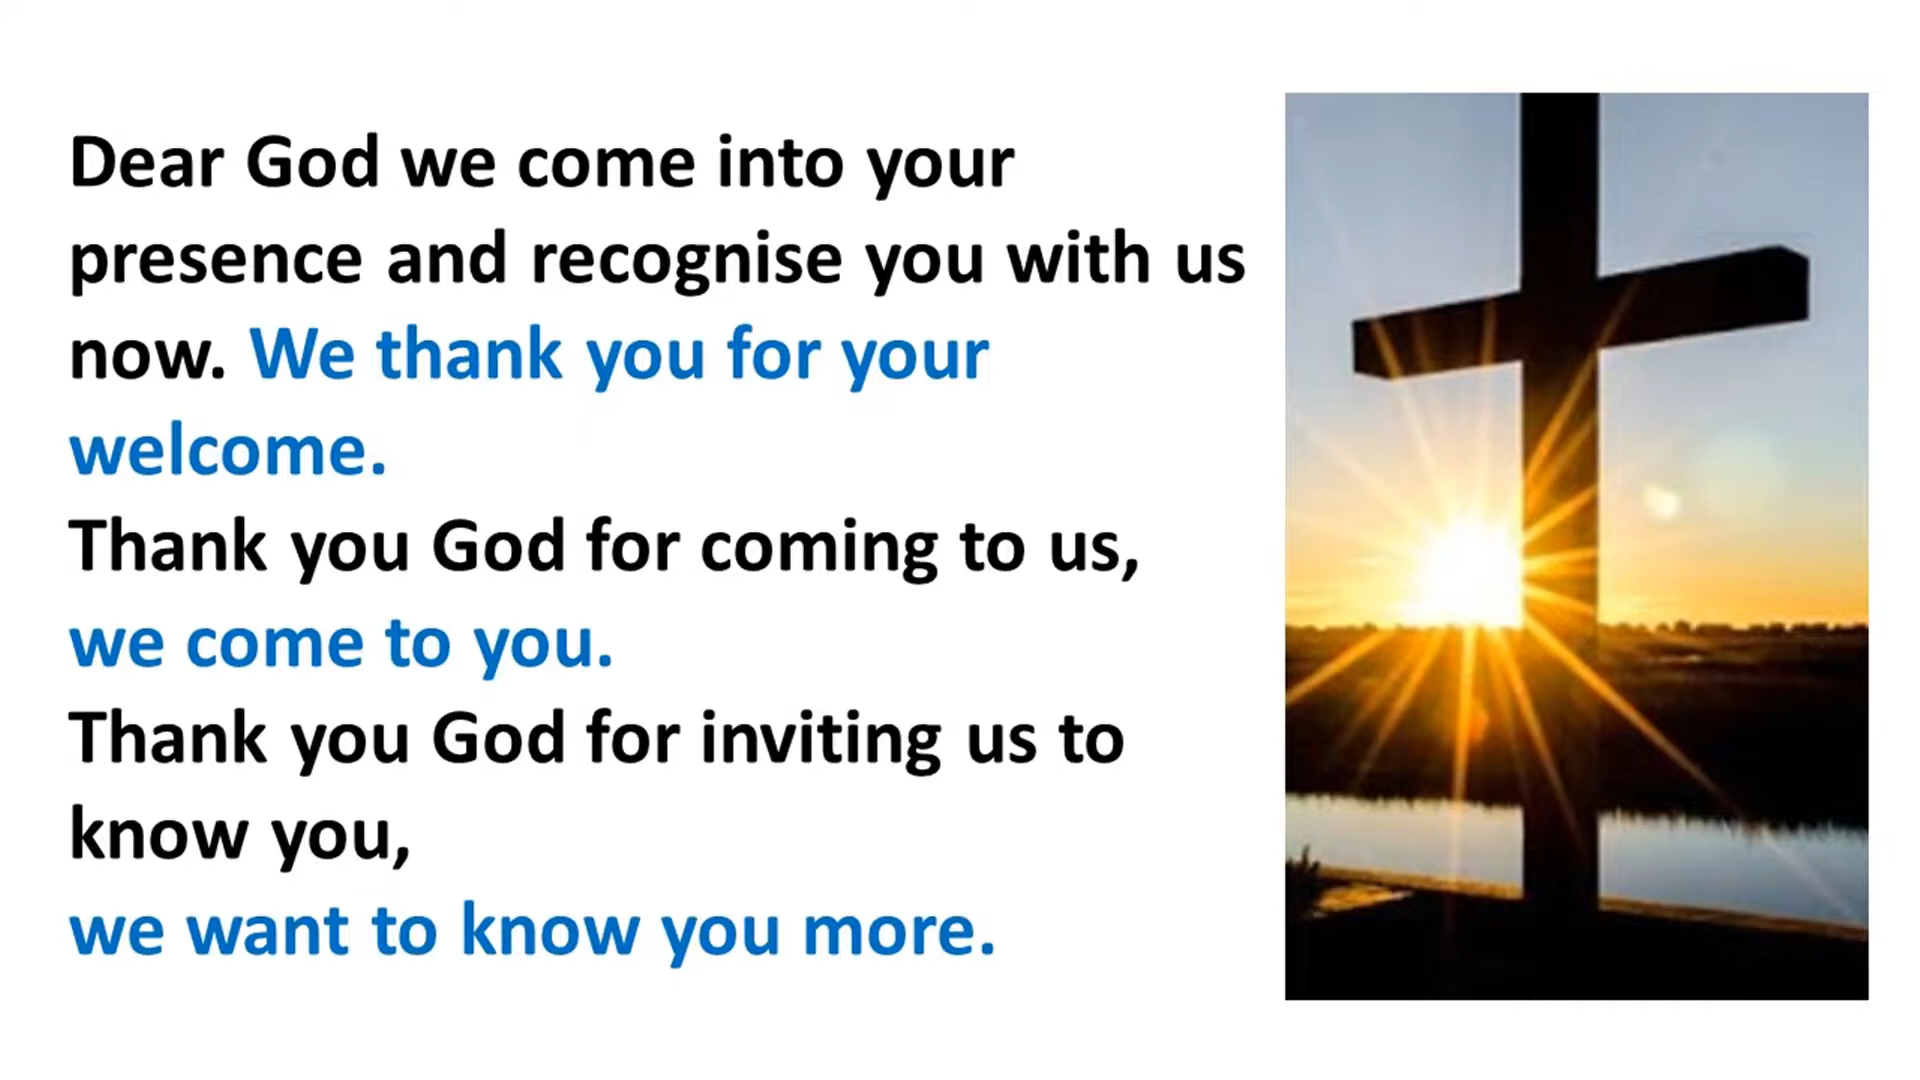 Dear God we come into your
presence and recognise you with us
now. We thank you for your
welcome.
Thank you God for coming to us,
we come to you.
Thank you God for inviting us to
know you,
we want to know you more.